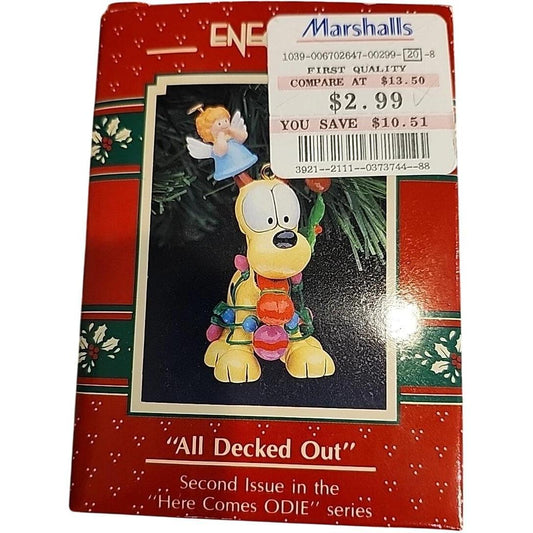 ENE
Marshalls
1039-006702647-00299-20-8
FIRST QUALITY
COMPARE AT $13.50
$2.99
YOU SAVE $10.51
3921--2111--0373744--88
"All Decked Out"
Second Issue in the
"Here Comes ODIE" series